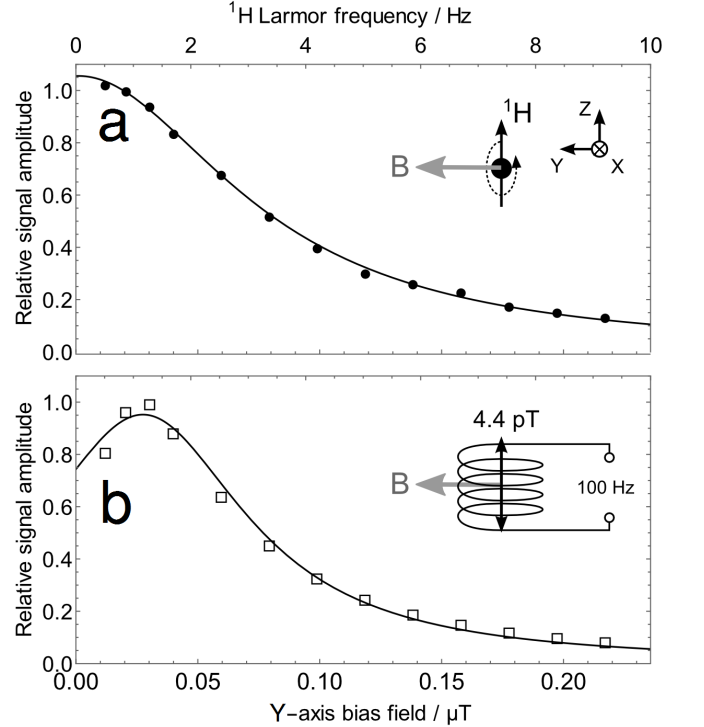 ¹H Larmor frequency / Hz
0 2 4 6 8 10
Relative signal amplitude
1.0
0.8
0.6
0.4
0.2
0.0
a
¹H
B
Z
Y
X
Relative signal amplitude
1.0
0.8
0.6
0.4
0.2
0.0
b
4.4 pT
B
100 Hz
0.00 0.05 0.10 0.15 0.20
Y-axis bias field / μT